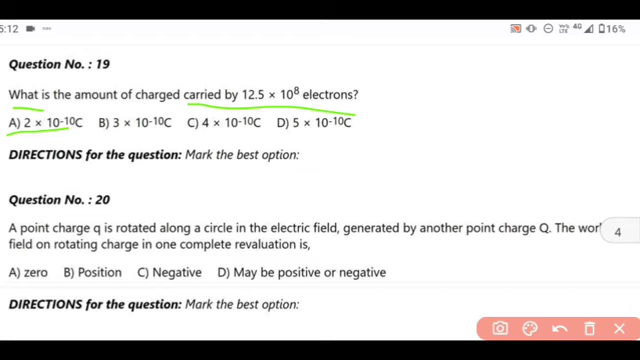 5:12 4G 16%
Question No. : 19
What is the amount of charged carried by 12.5 × 10⁸ electrons?
A) 2 × 10⁻¹⁰C B) 3 × 10⁻¹⁰C C) 4 × 10⁻¹⁰C D) 5 × 10⁻¹⁰C
DIRECTIONS for the question: Mark the best option:
Question No. : 20
A point charge q is rotated along a circle in the electric field, generated by another point charge Q. The
field on rotating charge in one complete revaluation is,
4
A) zero B) Position C) Negative D) May be positive or negative
DIRECTIONS for the question: Mark the best option: